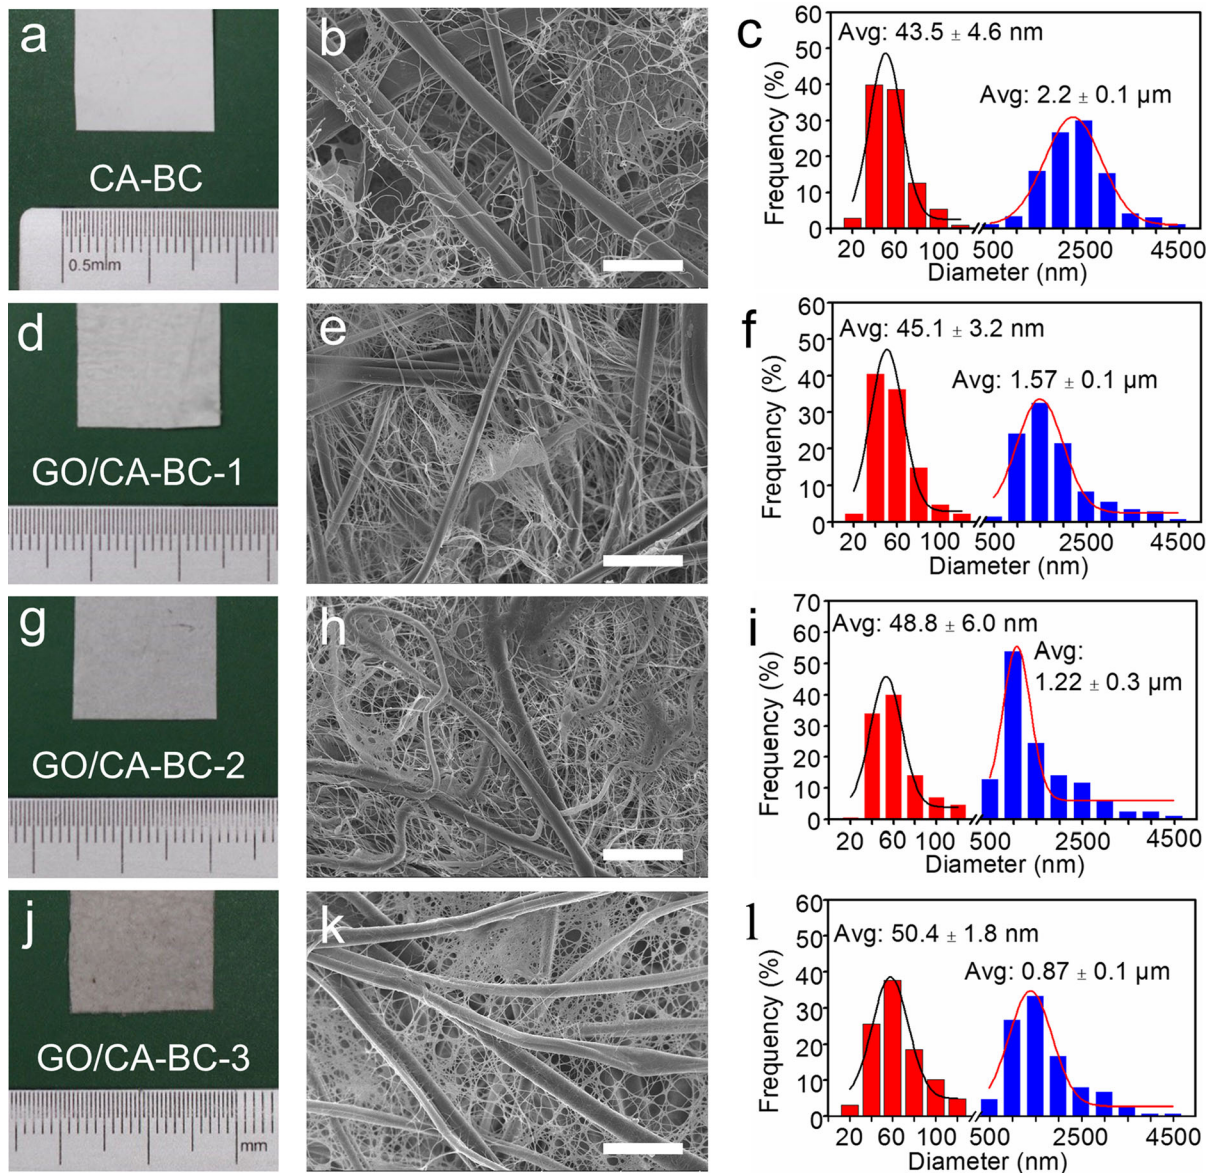 a
CA-BC
0.5mm
b
c
Avg: 43.5 ± 4.6 nm
Avg: 2.2 ± 0.1 µm
Frequency (%)
60
50
40
30
20
10
0
20 60 100 500 2500 4500
Diameter (nm)
d
GO/CA-BC-1
e
f
Avg: 45.1 ± 3.2 nm
Avg: 1.57 ± 0.1 µm
Frequency (%)
60
50
40
30
20
10
0
20 60 100 500 2500 4500
Diameter (nm)
g
GO/CA-BC-2
h
i
Avg: 48.8 ± 6.0 nm
Avg:
1.22 ± 0.3 µm
Frequency (%)
70
60
50
40
30
20
10
0
20 60 100 500 2500 4500
Diameter (nm)
j
GO/CA-BC-3
mm
k
l
Avg: 50.4 ± 1.8 nm
Avg: 0.87 ± 0.1 µm
Frequency (%)
60
50
40
30
20
10
0
20 60 100 500 2500 4500
Diameter (nm)